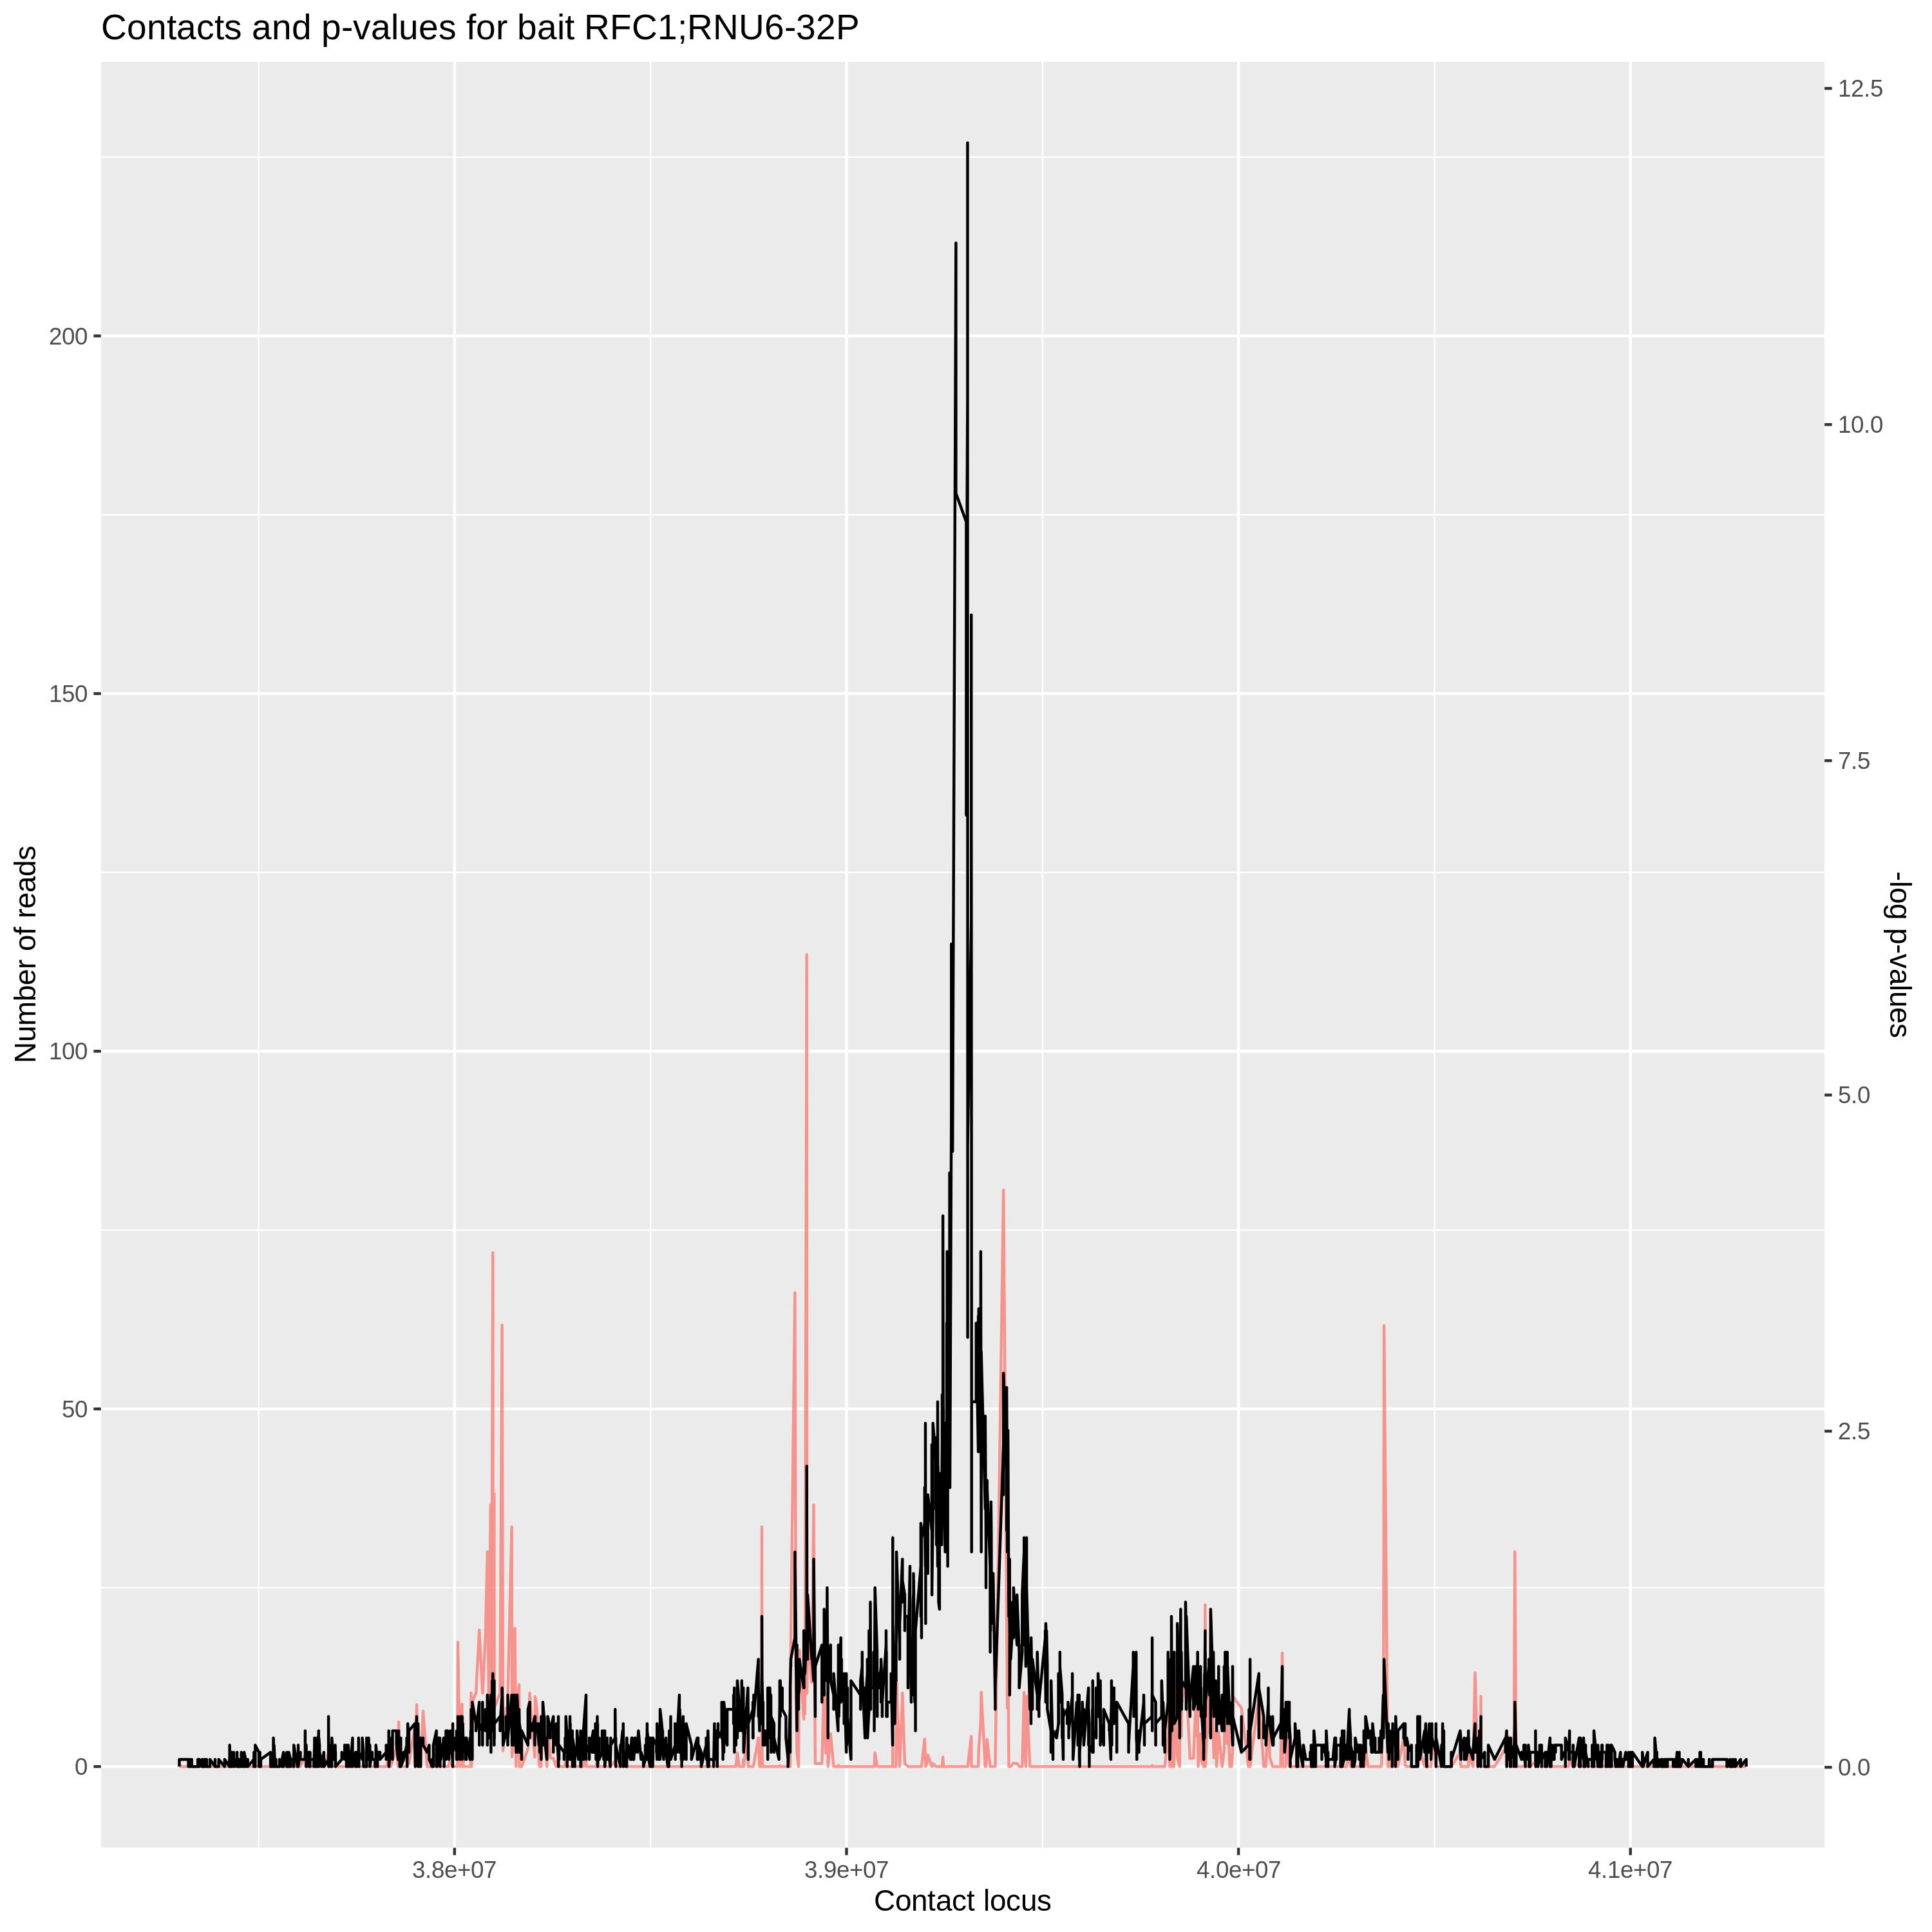 Contacts and p-values for bait RFC1;RNU6-32P
12.5
10.0
7.5
5.0
2.5
0.0
-log p-values
200
150
100
50
0
Number of reads
3.8e+07
3.9e+07
4.0e+07
4.1e+07
Contact locus